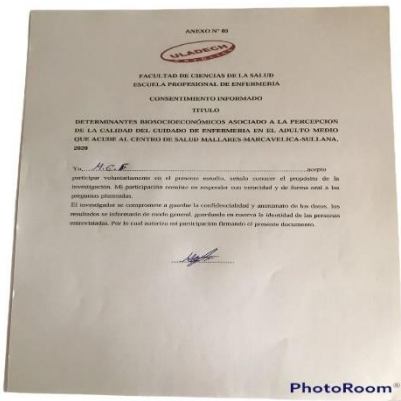 ANEXO N° 03
ULADECH
FACULTAD DE CIENCIAS DE LA SALUD
ESCUELA PROFESIONAL DE ENFERMERIA
CONSENTIMIENTO INFORMADO
TITULO
DETERMINANTES BIOSOCIOECONÓMICOS ASOCIADO A LA PERCEPCION
DE LA CALIDAD DEL CUIDADO DE ENFERMERIA EN EL ADULTO MEDIO
QUE ACUDE AL CENTRO DE SALUD MALLARES-MARCAVELICA-SULLANA,
2020
Yo, M.C.F. acepto
participar voluntariamente en el presente estudio, señalo conocer el propósito de la
investigación. Mi participación consiste en responder con veracidad y de forma oral a las
preguntas planteadas.
El investigador se compromete a guardar la confidencialidad y anonimato de los datos, los
resultados se informarán de modo general, guardando en reserva la identidad de las personas
entrevistadas. Por lo cual autorizo mi participación firmando el presente documento.
PhotoRoom®